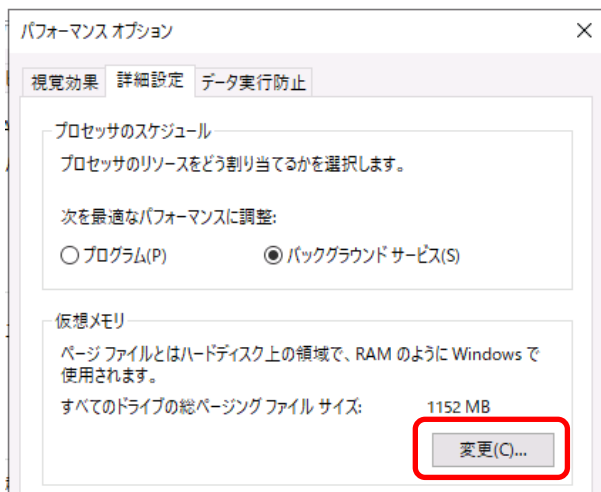 パフォーマンス オプション
視覚効果 詳細設定 データ実行防止
プロセッサのスケジュール
プロセッサのリソースをどう割り当てるかを選択します。
次を最適なパフォーマンスに調整:
プログラム(P) バックグラウンド サービス(S)
仮想メモリ
ページ ファイルとはハードディスク上の領域で、RAM のように Windows で
使用されます。
すべてのドライブの総ページング ファイル サイズ: 1152 MB
変更(C)...